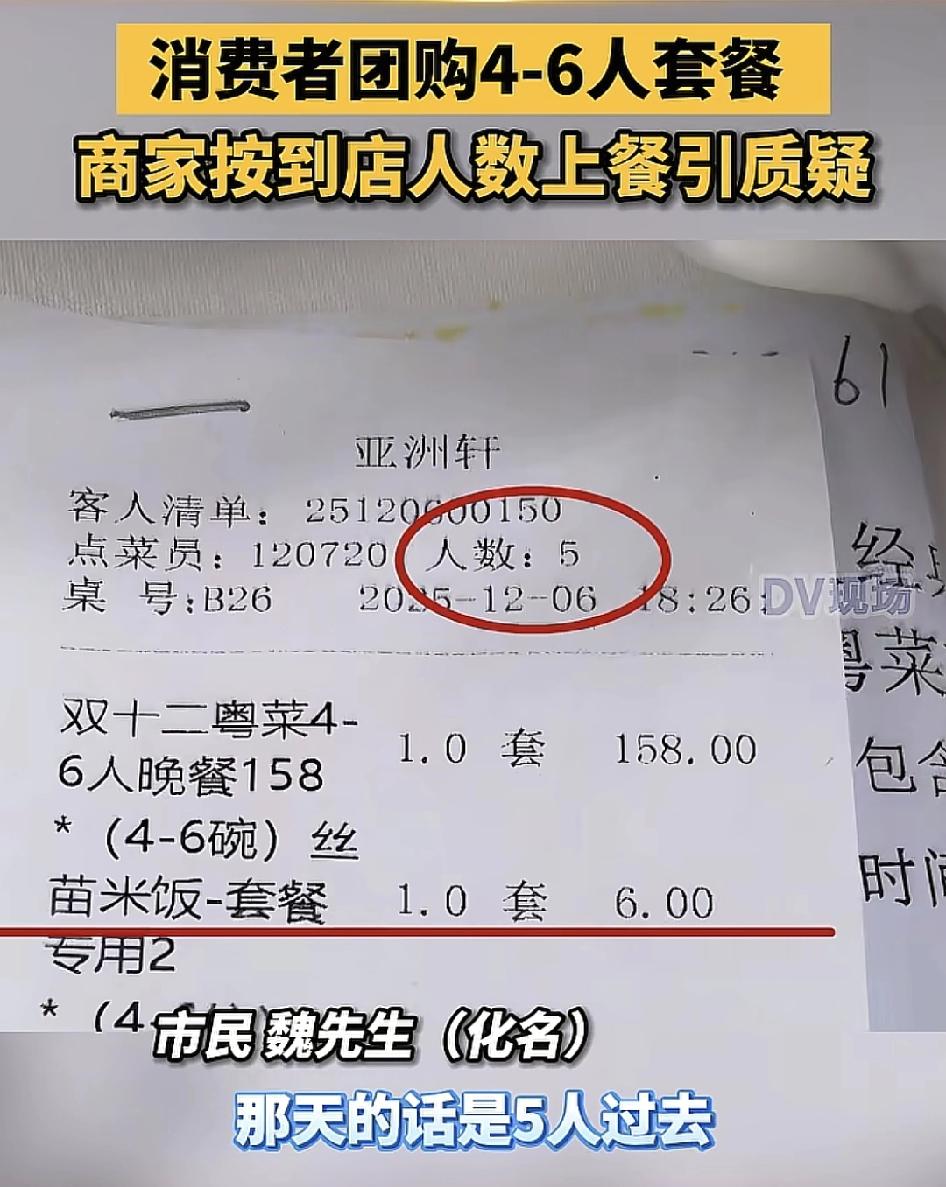 消费者团购4-6人套餐
商家按到店人数上餐引质疑
61
亚洲轩
客人清单: 25120600150
点菜员: 120720 人数: 5
桌 号:B26 2025-12-06 18:26:
DV现场
双十二粤菜4-
6人晚餐158 1.0 套 158.00
* (4-6碗) 丝
苗米饭-套餐 1.0 套 6.00
专用2
* (4-
经
粤菜
包含
时间
市民 魏先生（化名）
那天的话是5人过去